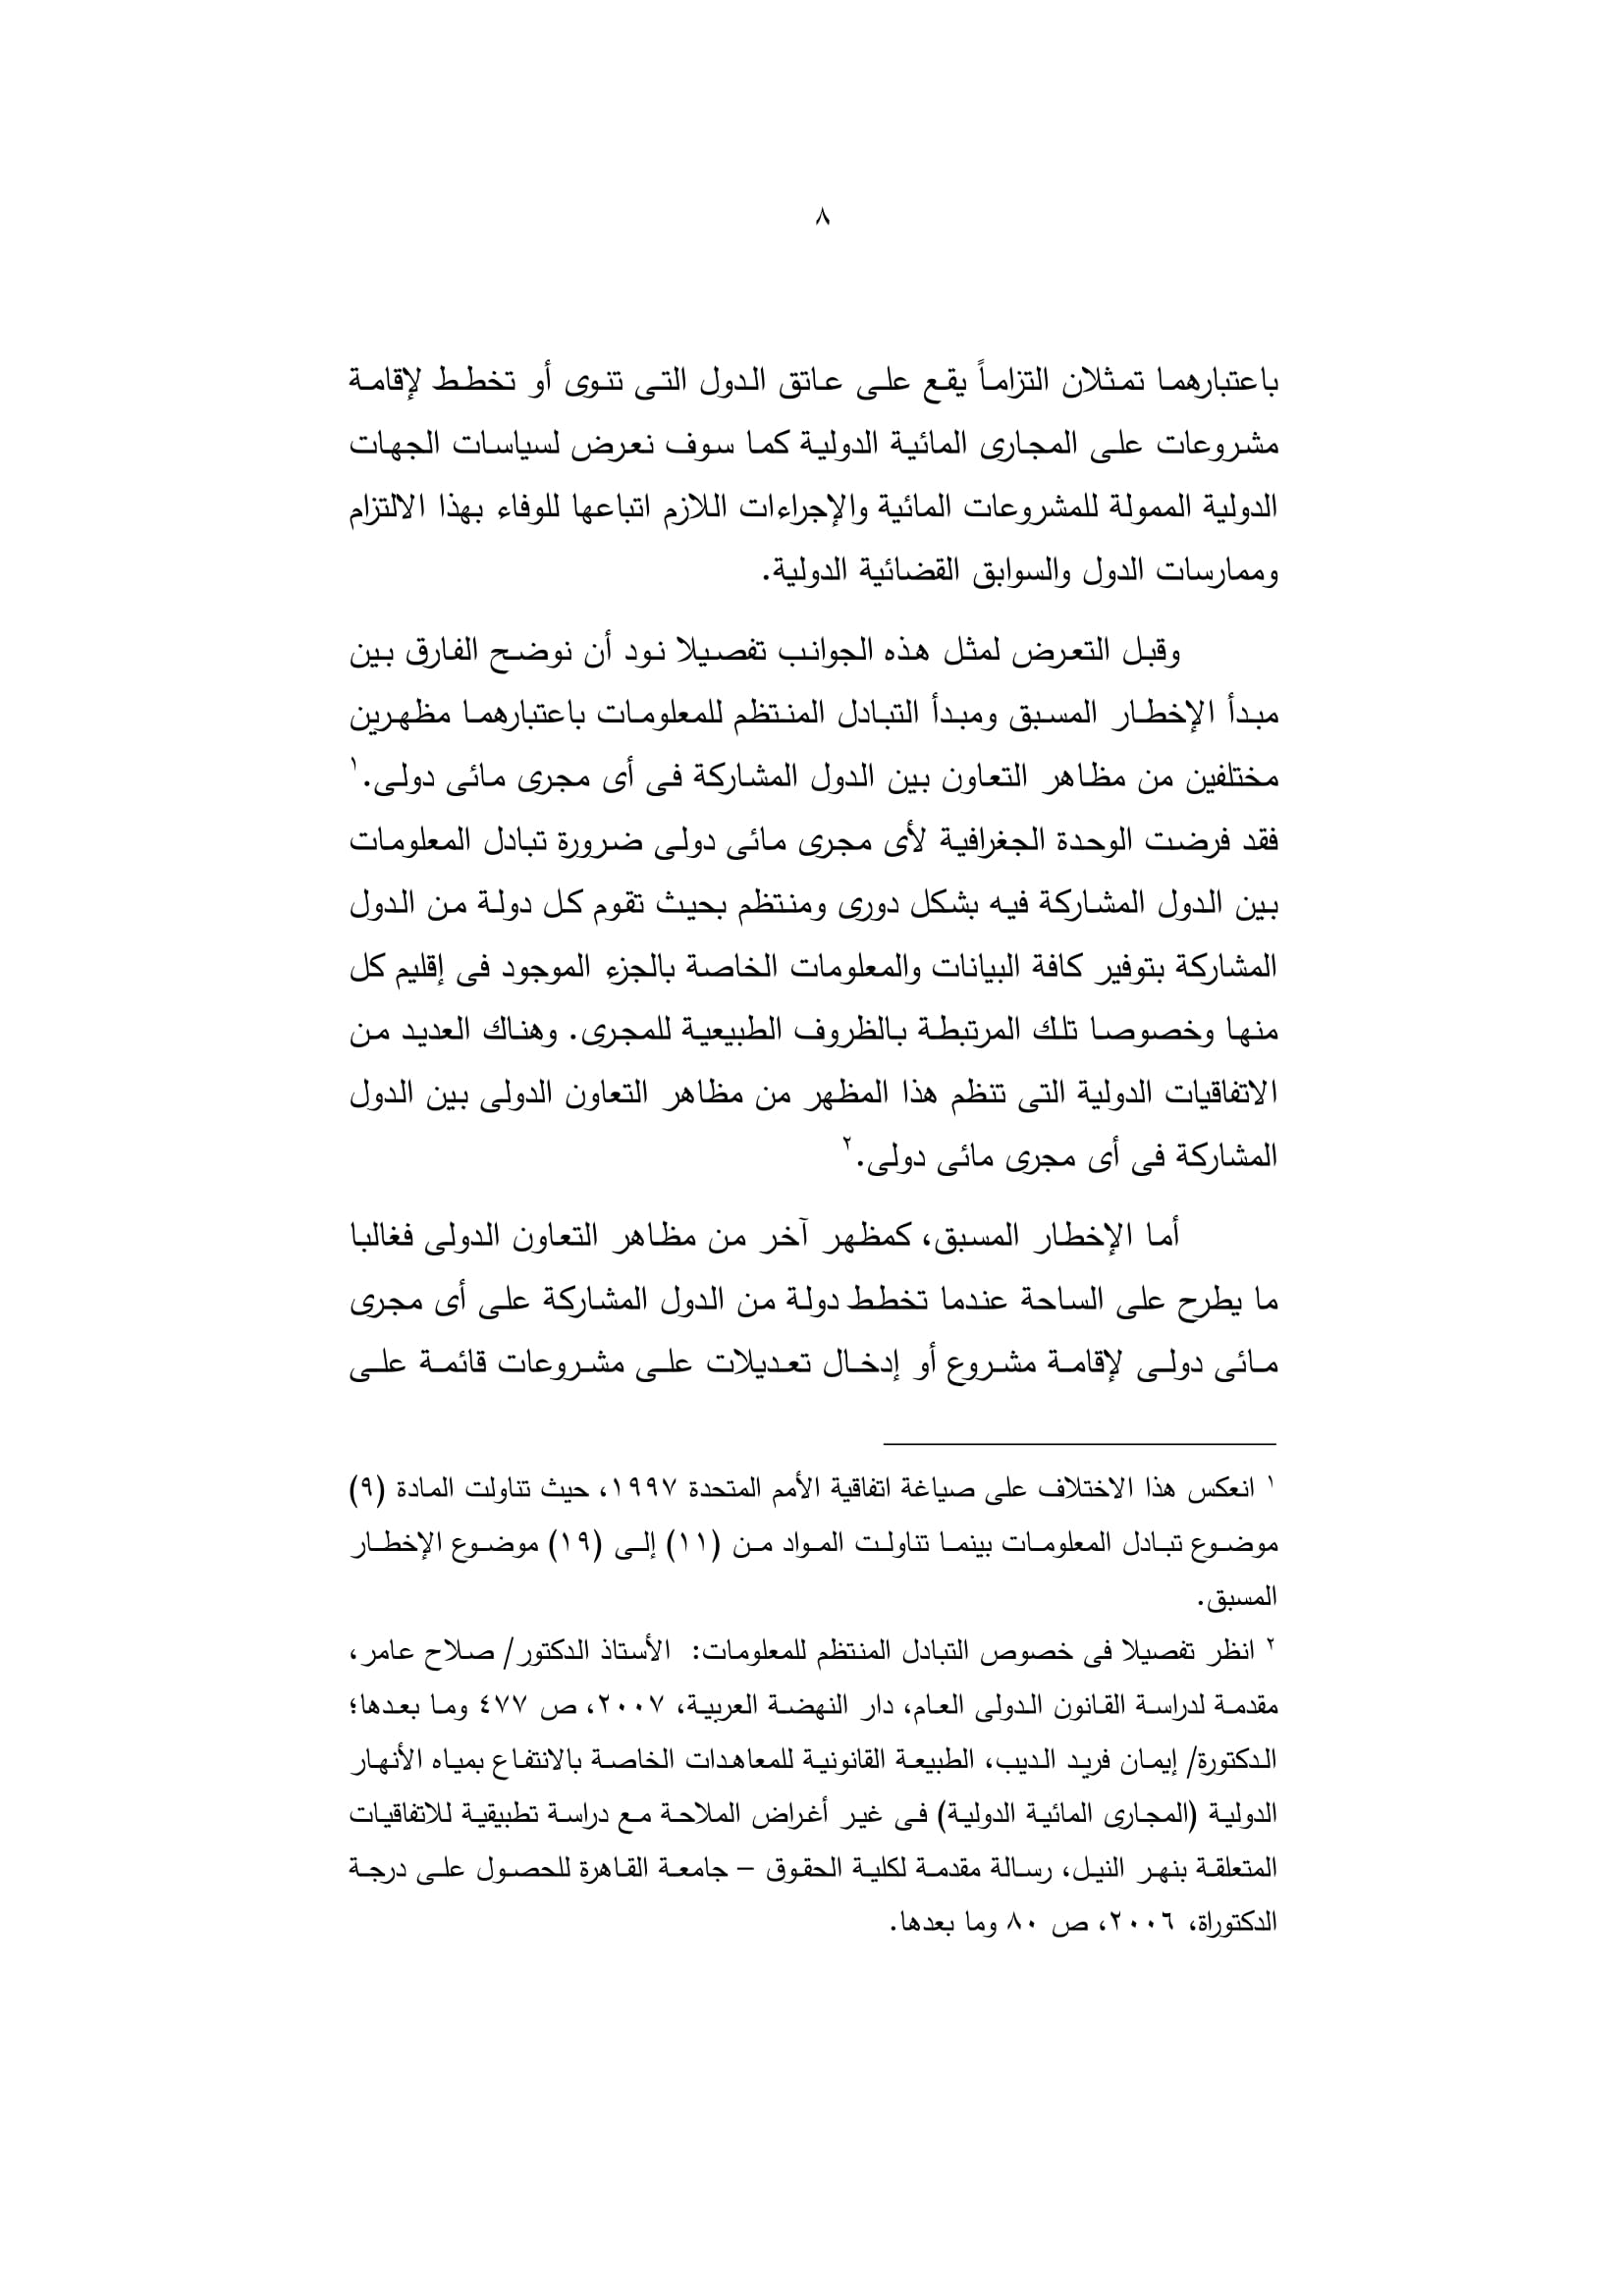 ٨
باعتبارهما تمثلان التزاماً يقع على عاتق الدول التى تنوى أو تخطط لإقامة
مشروعات على المجارى المائية الدولية كما سوف نعرض لسياسات الجهات
الدولية الممولة للمشروعات المائية والإجراءات اللازم اتباعها للوفاء بهذا الالتزام
وممارسات الدول والسوابق القضائية الدولية.
وقبل التعرض لمثل هذه الجوانب تفصيلا نود أن نوضح الفارق بين
مبدأ الإخطار المسبق ومبدأ التبادل المنتظم للمعلومات باعتبارهما مظهرين
مختلفين من مظاهر التعاون بين الدول المشاركة فى أى مجرى مائى دولى.١
فقد فرضت الوحدة الجغرافية لأى مجرى مائى دولى ضرورة تبادل المعلومات
بين الدول المشاركة فيه بشكل دورى ومنتظم بحيث تقوم كل دولة من الدول
المشاركة بتوفير كافة البيانات والمعلومات الخاصة بالجزء الموجود فى إقليم كل
منها وخصوصا تلك المرتبطة بالظروف الطبيعية للمجرى. وهناك العديد من
الاتفاقيات الدولية التى تنظم هذا المظهر من مظاهر التعاون الدولى بين الدول
المشاركة فى أى مجرى مائى دولى.٢
أما الإخطار المسبق، كمظهر آخر من مظاهر التعاون الدولى فغالبا
ما يطرح على الساحة عندما تخطط دولة من الدول المشاركة على أى مجرى
مائى دولى لإقامة مشروع أو إدخال تعديلات على مشروعات قائمة على
١ انعكس هذا الاختلاف على صياغة اتفاقية الأمم المتحدة ١٩٩٧، حيث تناولت المادة (٩)
موضوع تبادل المعلومات بينما تناولت المواد من (١١) إلى (١٩) موضوع الإخطار
المسبق.
٢ انظر تفصيلا فى خصوص التبادل المنتظم للمعلومات: الأستاذ الدكتور/ صلاح عامر،
مقدمة لدراسة القانون الدولى العام، دار النهضة العربية، ٢٠٠٧، ص ٤٧٧ وما بعدها؛
الدكتورة/ إيمان فريد الديب، الطبيعة القانونية للمعاهدات الخاصة بالانتفاع بمياه الأنهار
الدولية (المجارى المائية الدولية) فى غير أغراض الملاحة مع دراسة تطبيقية للاتفاقيات
المتعلقة بنهر النيل، رسالة مقدمة لكلية الحقوق – جامعة القاهرة للحصول على درجة
الدكتوراة، ٢٠٠٦، ص ٨٠ وما بعدها.